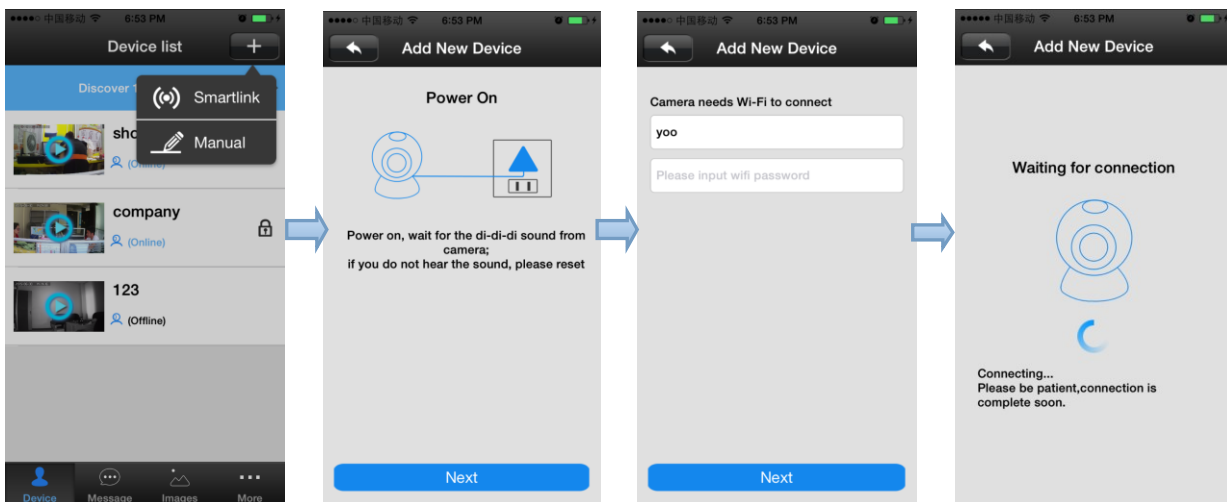 中国移动 6:53 PM
Device list
+
Discover
Smartlink
Manual
(Online)
company
(Online)
123
(Offline)
Device Message Images More
中国移动 6:53 PM
Add New Device
Power On
Power on, wait for the di-di-di sound from
camera;
if you do not hear the sound, please reset
Next
中国移动 6:53 PM
Add New Device
Camera needs Wi-Fi to connect
yoo
Please input wifi password
Next
中国移动 6:53 PM
Add New Device
Waiting for connection
Connecting...
Please be patient,connection is
complete soon.